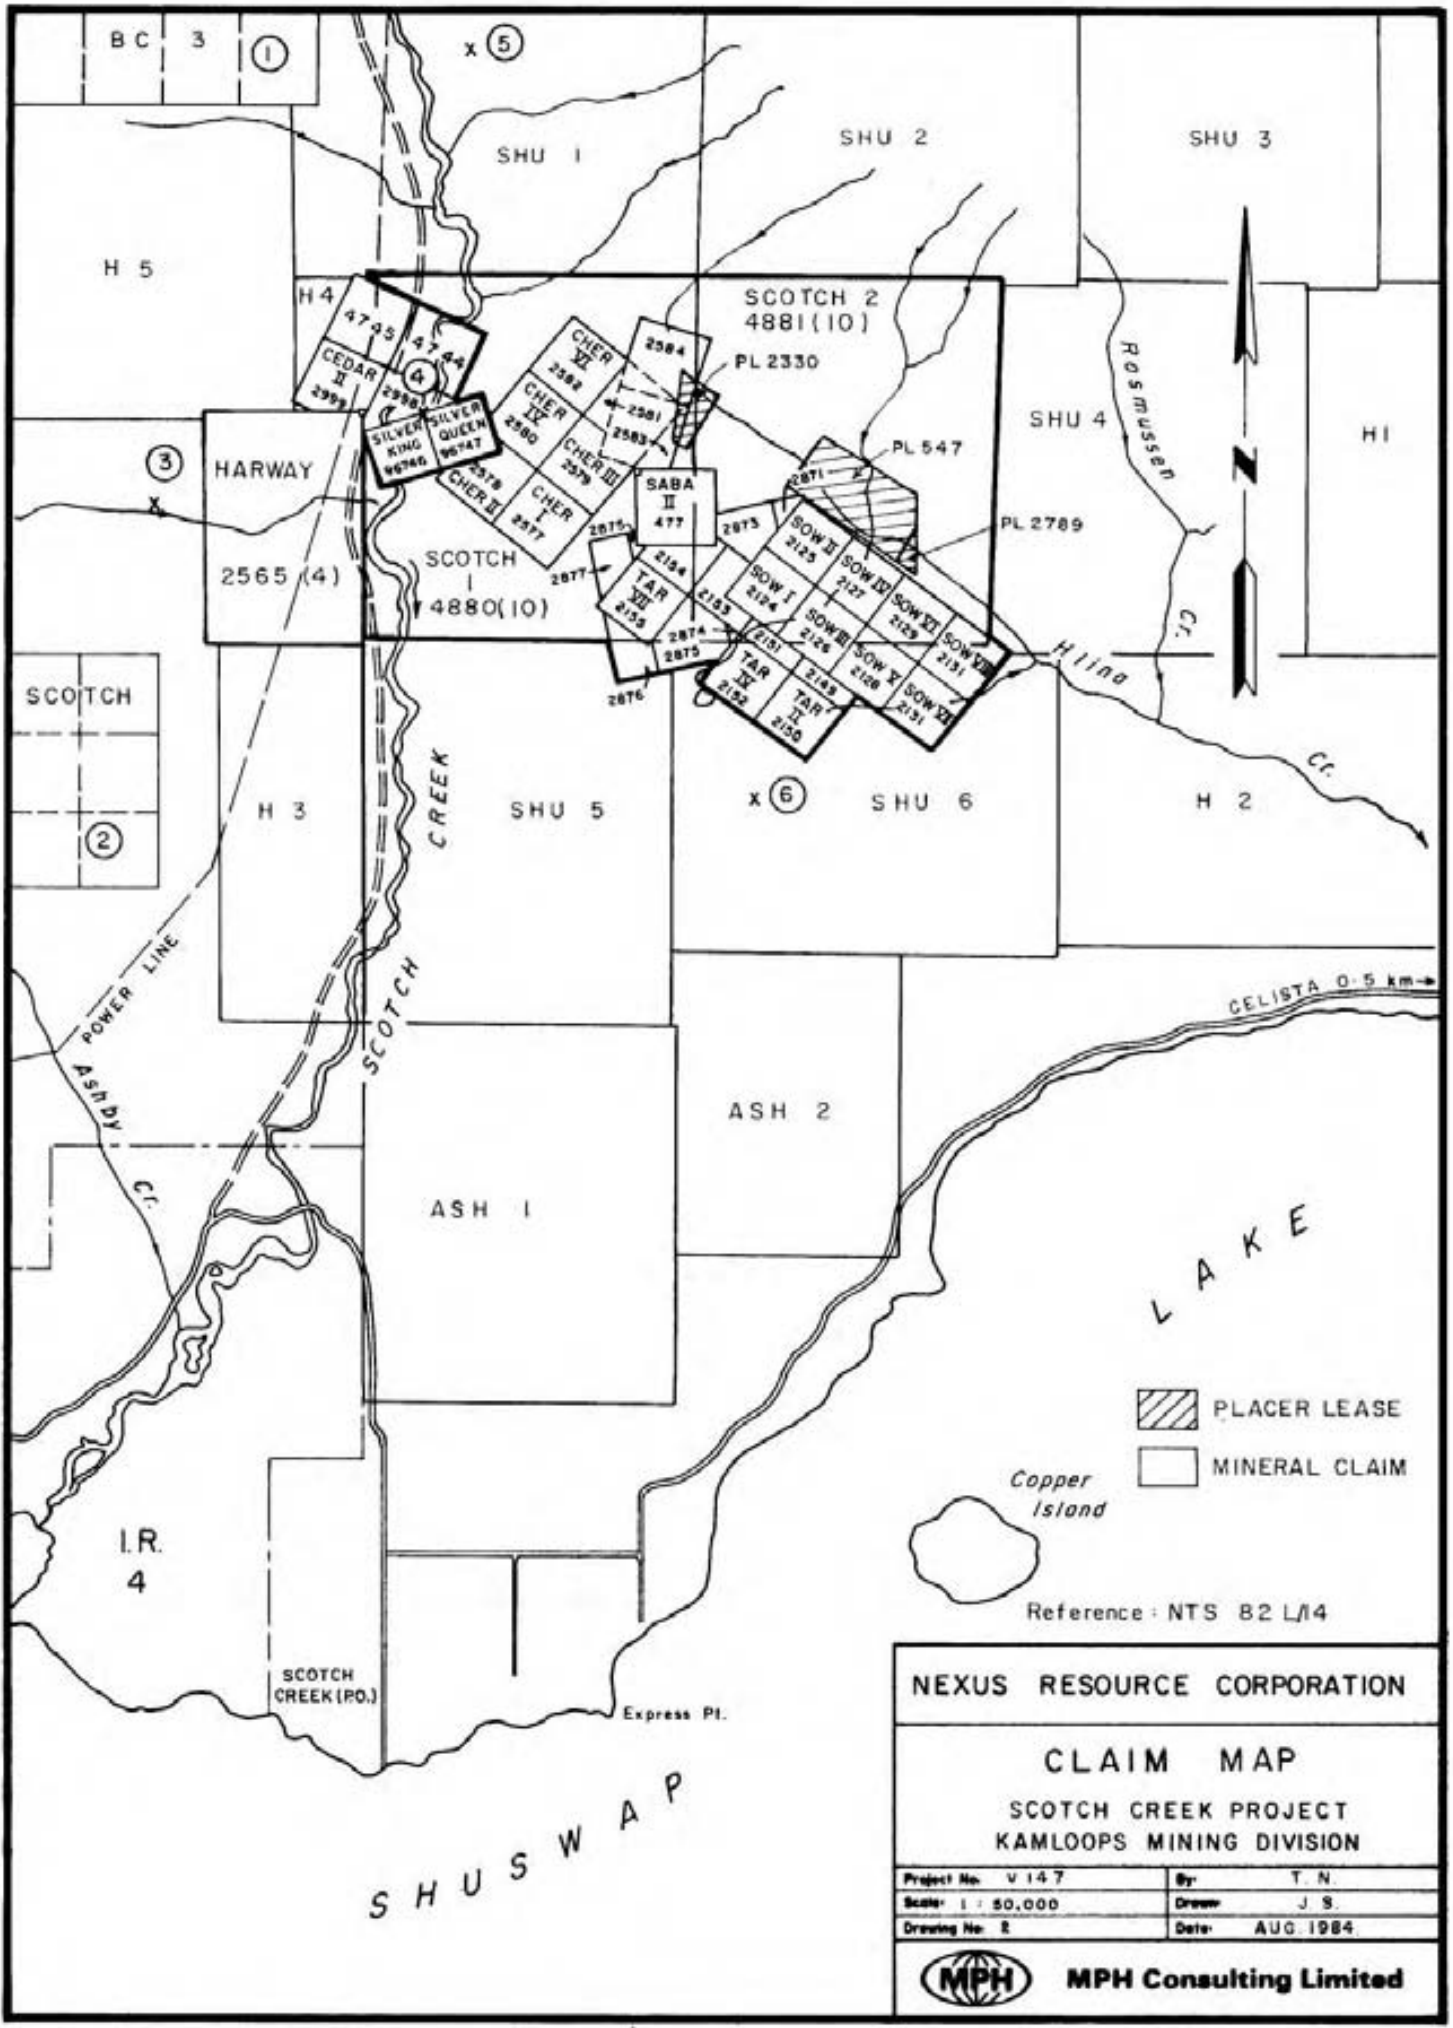 BC 3
1
x 5
SHU 1
SHU 2
SHU 3
H 5
H 4
SCOTCH 2
4881(10)
4745
4744
4
CEDAR
II
2999
2998
SILVER
KING
96746
SILVER
QUEEN
96747
CHER
VI
2582
CHER
IV
2580
2584
2581
2583
CHER III
2579
2578
CHER II
CHER
I
2577
PL 2330
PL 547
PL 2789
2871
SHU 4
H1
Rosmussen
Cr.
N
3
x
HARWAY
2565 (4)
SABA
II
477
2873
2875
2877
SCOTCH
1
4880(10)
2154
TAR
VII
2155
2153
2874
2875
2876
SOW II
2125
SOW I
2124
SOW IV
2127
SOW III
2126
SOW VI
2129
SOW V
2128
SOW VIII
2131
SOW VII
2131
2151
TAR
IV
2152
2149
TAR
II
2150
Hlina
Cr.
SCOTCH
2
H 3
SHU 5
x 6
SHU 6
H 2
SCOTCH CREEK
POWER LINE
Ashby
Cr.
CELISTA 0.5 km
ASH 2
ASH 1
PLACER LEASE
MINERAL CLAIM
Copper
Island
I.R.
4
Reference : NTS 82 L/14
SCOTCH
CREEK (P.O.)
Express Pt.
SHUSWAP LAKE
NEXUS RESOURCE CORPORATION
CLAIM MAP
SCOTCH CREEK PROJECT
KAMLOOPS MINING DIVISION
Project No. V 147
By: T. N.
Scale: 1 : 50,000
Drawn: J. S.
Drawing No: 2
Date: AUG. 1984
MPH
MPH Consulting Limited